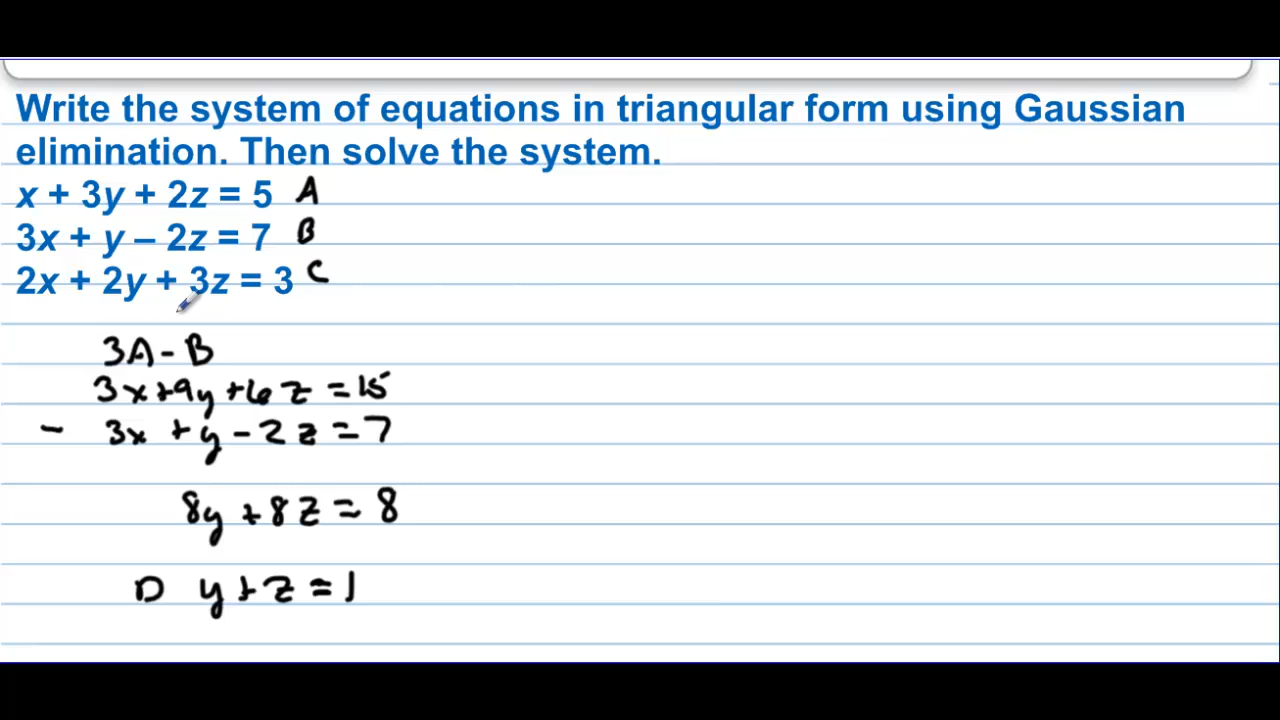 Write the system of equations in triangular form using Gaussian
elimination. Then solve the system.
x + 3y + 2z = 5 A
3x + y – 2z = 7 B
2x + 2y + 3z = 3 C
3A - B
3x + 9y + 6z = 15
- 3x + y - 2z = 7
8y + 8z = 8
D y + z = 1